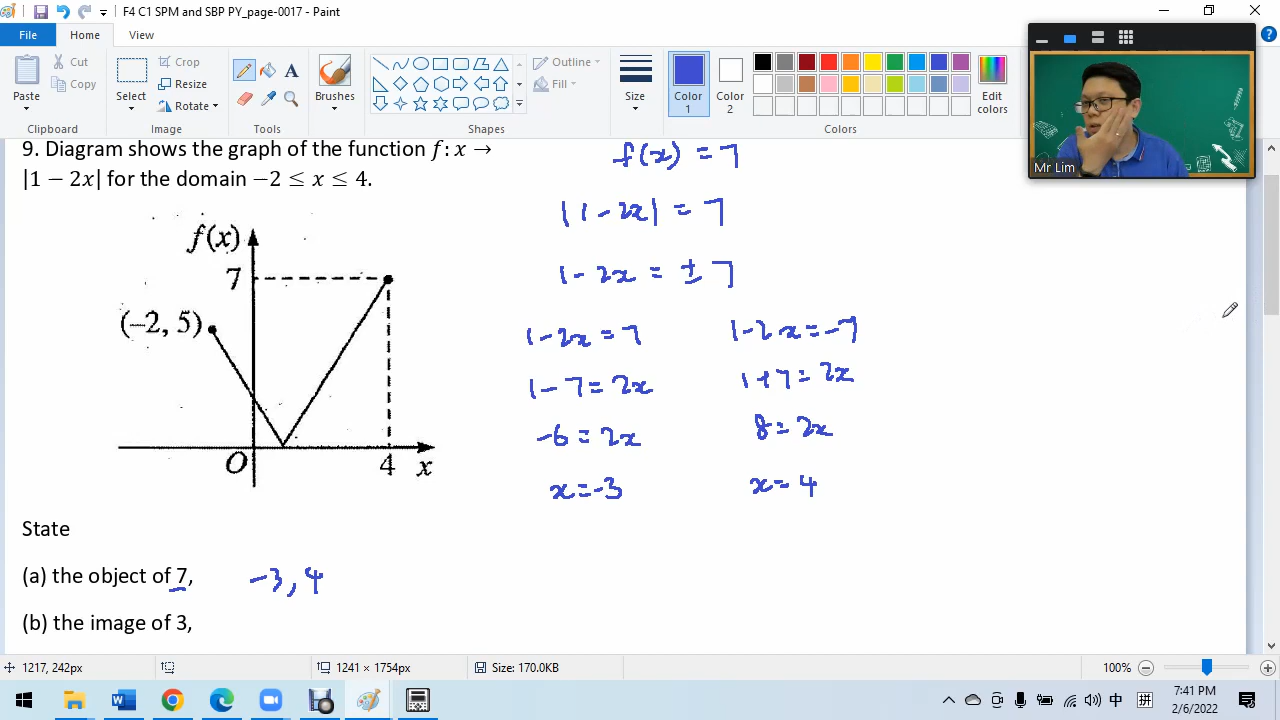 F4 C1 SPM and SBP PY_page-0017 - Paint
File Home View
Paste Cut Copy Clipboard
Select Crop Resize Rotate Image
Tools
Brushes
Shapes Outline Fill
Size
Color 1 Color 2 Edit colors Colors
Mr Lim
9. Diagram shows the graph of the function f: x →
|1 − 2x| for the domain −2 ≤ x ≤ 4.
f(x)
7
(−2, 5)
O
4
x
f(x) = 7
|1 - 2x| = 7
1 - 2x = ± 7
1 - 2x = 7
1 - 7 = 2x
-6 = 2x
x = -3
1 - 2x = -7
1 + 7 = 2x
8 = 2x
x = 4
State
(a) the object of 7, -3, 4
(b) the image of 3,
1217, 242px 1241 × 1754px Size: 170.0KB 100%
中 拼 7:41 PM
2/6/2022